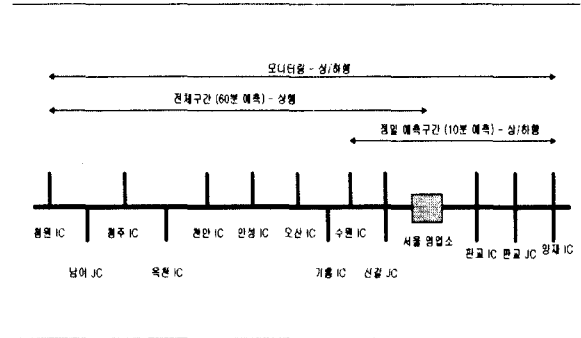 모니터링 - 상/하행
전체구간 (60분 예측) - 상행
정밀 예측구간 (10분 예측) - 상/하행
청원 IC
청주 IC
천안 IC
안성 IC
오산 IC
수원 IC
서울 영업소
판교 IC
판교 JC
양재 IC
남이 JC
옥천 IC
기흥 IC
신갈 JC